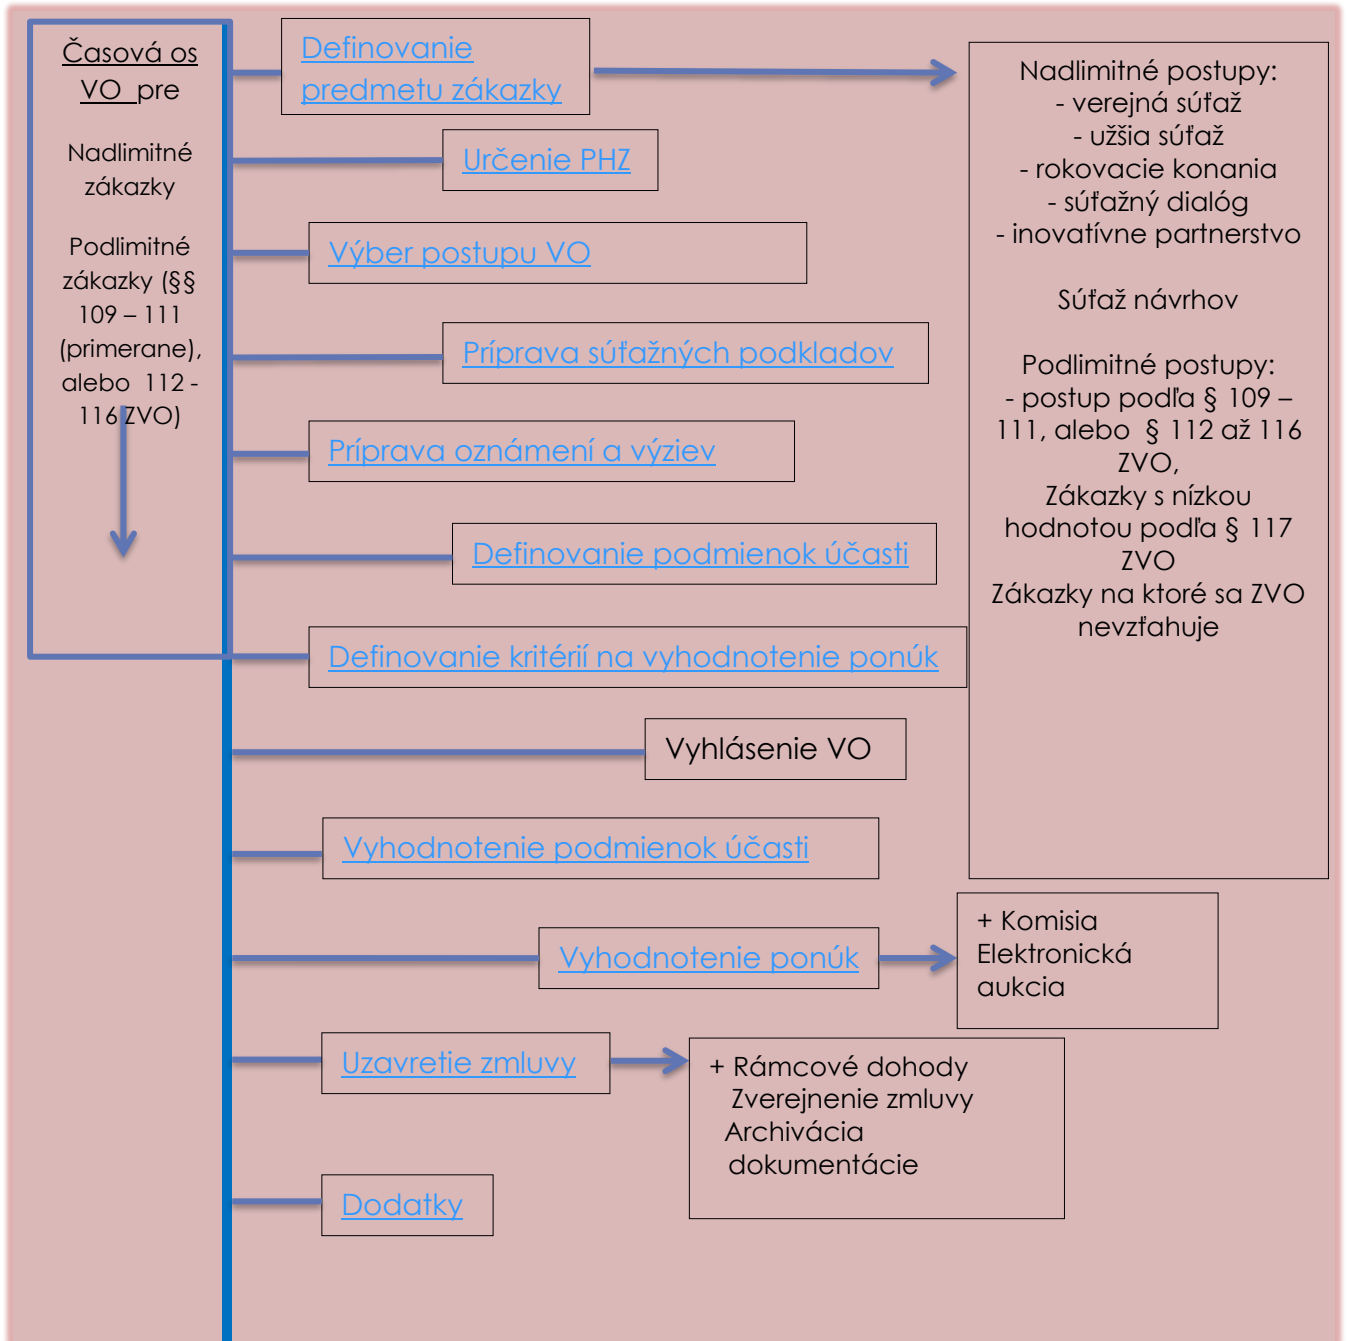 Časová os
VO pre
Nadlimitné
zákazky
Podlimitné
zákazky (§§
109 – 111
(primerane),
alebo 112 -
116 ZVO)
Definovanie
predmetu zákazky
Určenie PHZ
Výber postupu VO
Príprava súťažných podkladov
Príprava oznámení a výziev
Definovanie podmienok účasti
Definovanie kritérií na vyhodnotenie ponúk
Vyhlásenie VO
Vyhodnotenie podmienok účasti
Vyhodnotenie ponúk
Uzavretie zmluvy
Dodatky
Nadlimitné postupy:
- verejná súťaž
- užšia súťaž
- rokovacie konania
- súťažný dialóg
- inovatívne partnerstvo
Súťaž návrhov
Podlimitné postupy:
- postup podľa § 109 –
111, alebo § 112 až 116
ZVO,
Zákazky s nízkou
hodnotou podľa § 117
ZVO
Zákazky na ktoré sa ZVO
nevzťahuje
+ Komisia
Elektronická
aukcia
+ Rámcové dohody
Zverejnenie zmluvy
Archivácia
dokumentácie